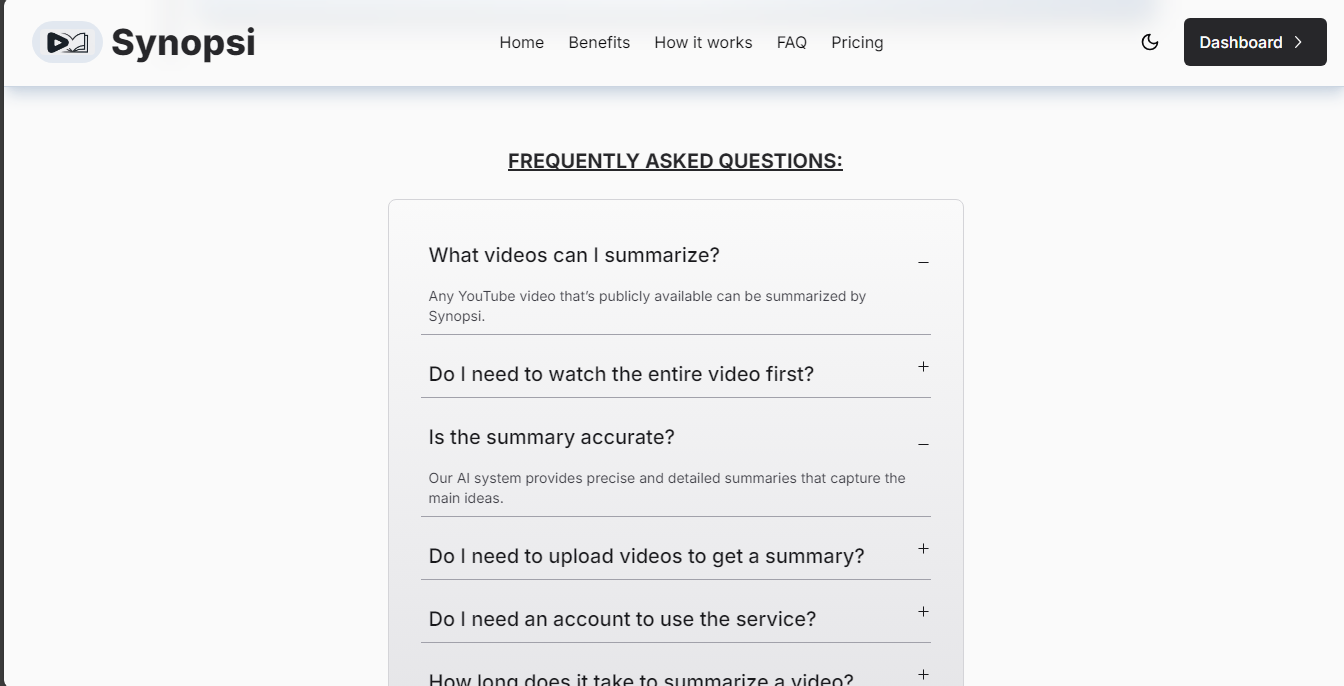 Synopsi
Home Benefits How it works FAQ Pricing
Dashboard
FREQUENTLY ASKED QUESTIONS:
What videos can I summarize?
Any YouTube video that’s publicly available can be summarized by
Synopsi.
Do I need to watch the entire video first?
Is the summary accurate?
Our AI system provides precise and detailed summaries that capture the
main ideas.
Do I need to upload videos to get a summary?
Do I need an account to use the service?
How long does it take to summarize a video?